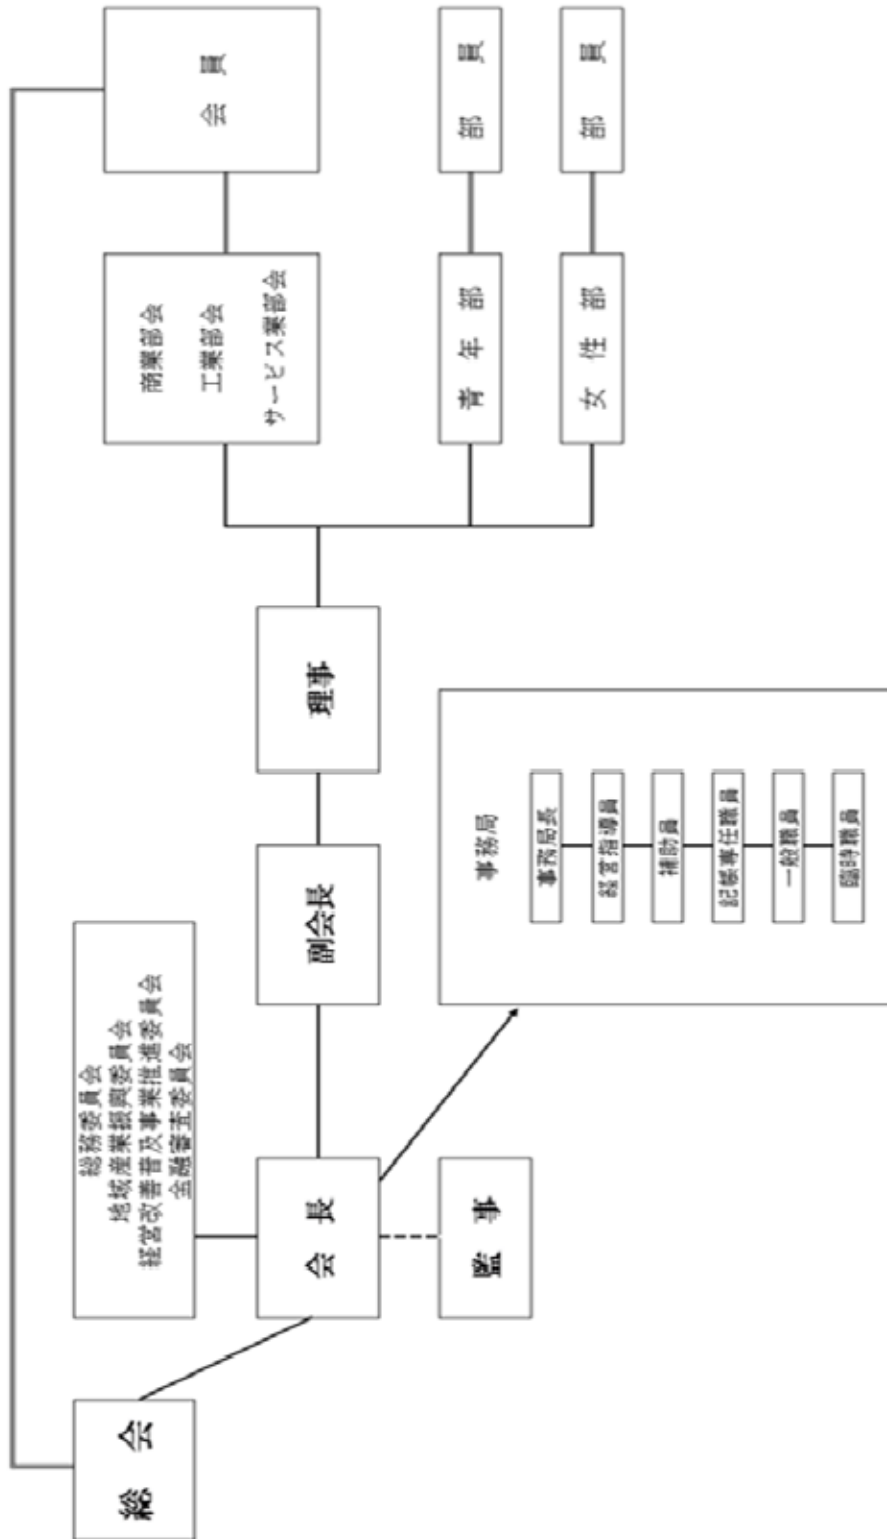 総会
総務委員会
地域産業振興委員会
経営改善普及事業推進委員会
金融審査委員会
会長
監事
副会長
理事
事務局
事務局長
経営指導員
補助員
記帳専任職員
一般職員
臨時職員
商業部会
工業部会
サービス業部会
会員
青年部
部員
女性部
部員